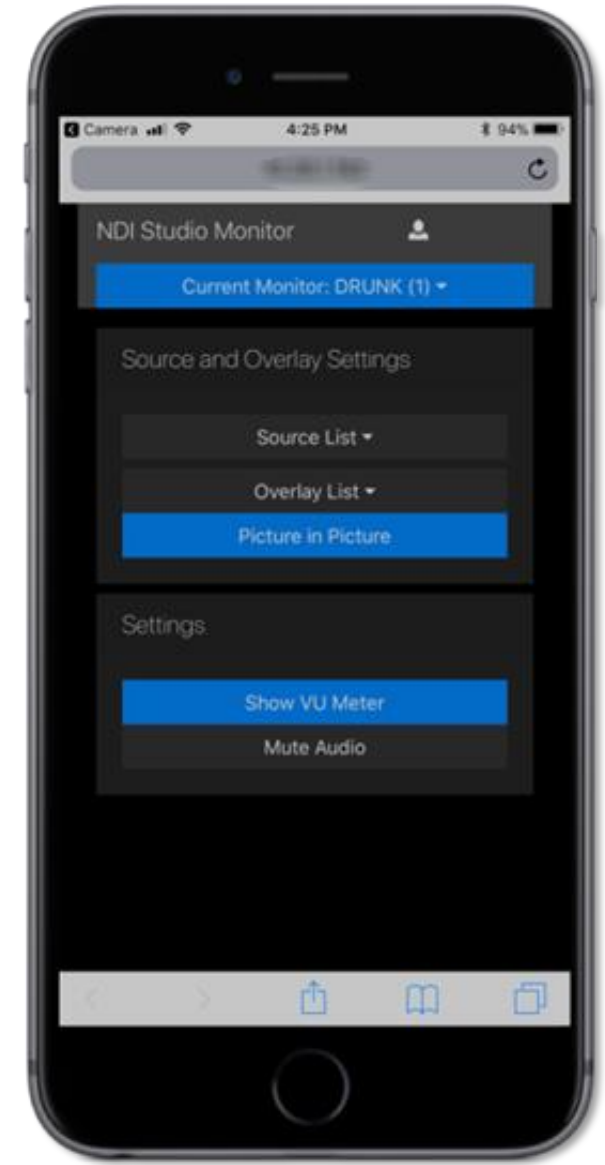 Camera 4:25 PM 94%
NDI Studio Monitor
Current Monitor: DRUNK (1)
Source and Overlay Settings
Source List
Overlay List
Picture in Picture
Settings
Show VU Meter
Mute Audio